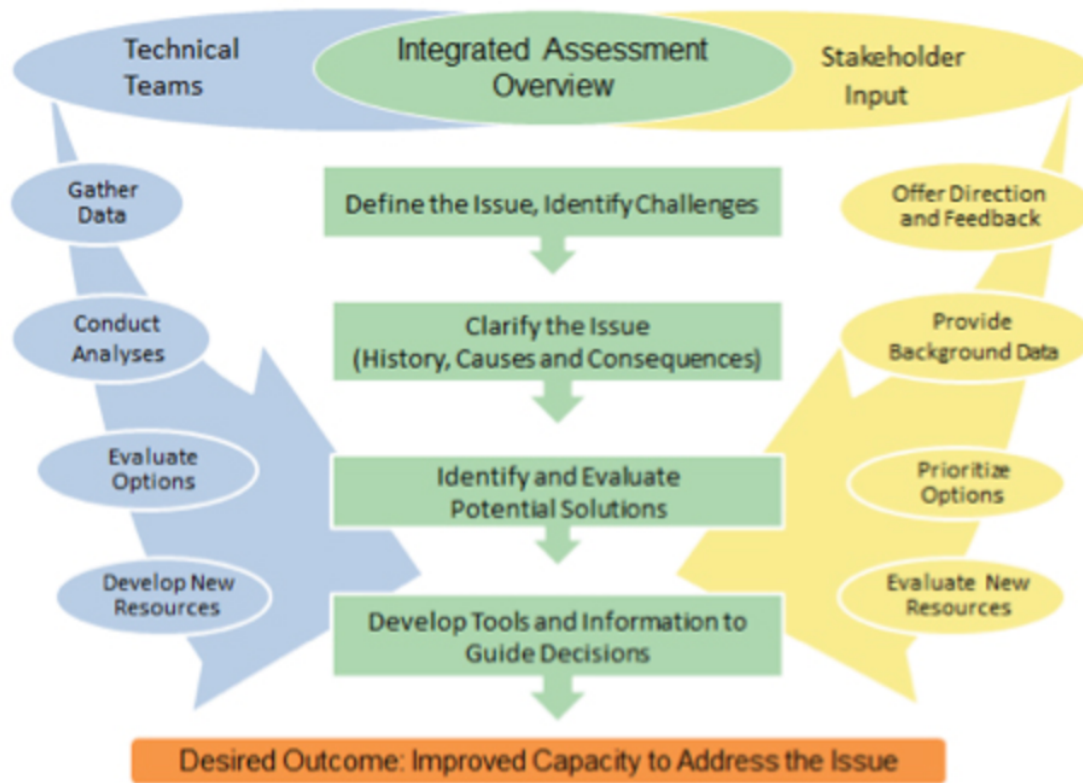 Technical
Teams
Integrated Assessment
Overview
Stakeholder
Input
Gather
Data
Define the Issue, Identify Challenges
Offer Direction
and Feedback
Conduct
Analyses
Clarify the Issue
(History, Causes and Consequences)
Provide
Background Data
Evaluate
Options
Identify and Evaluate
Potential Solutions
Prioritize
Options
Develop New
Resources
Develop Tools and Information to
Guide Decisions
Evaluate New
Resources
Desired Outcome: Improved Capacity to Address the Issue